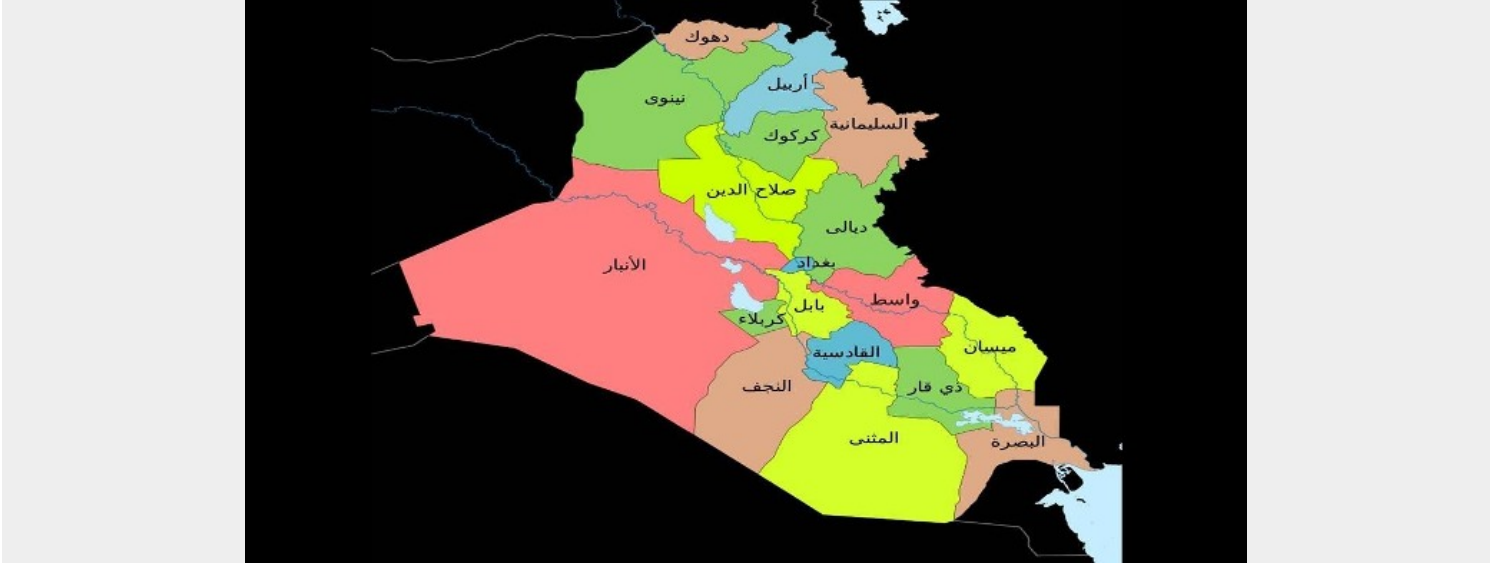 دهوك
أربيل
نينوى
السليمانية
كركوك
صلاح الدين
ديالى
بغداد
الأنبار
واسط
بابل
كربلاء
ميسان
القادسية
ذي قار
النجف
المثنى
البصرة